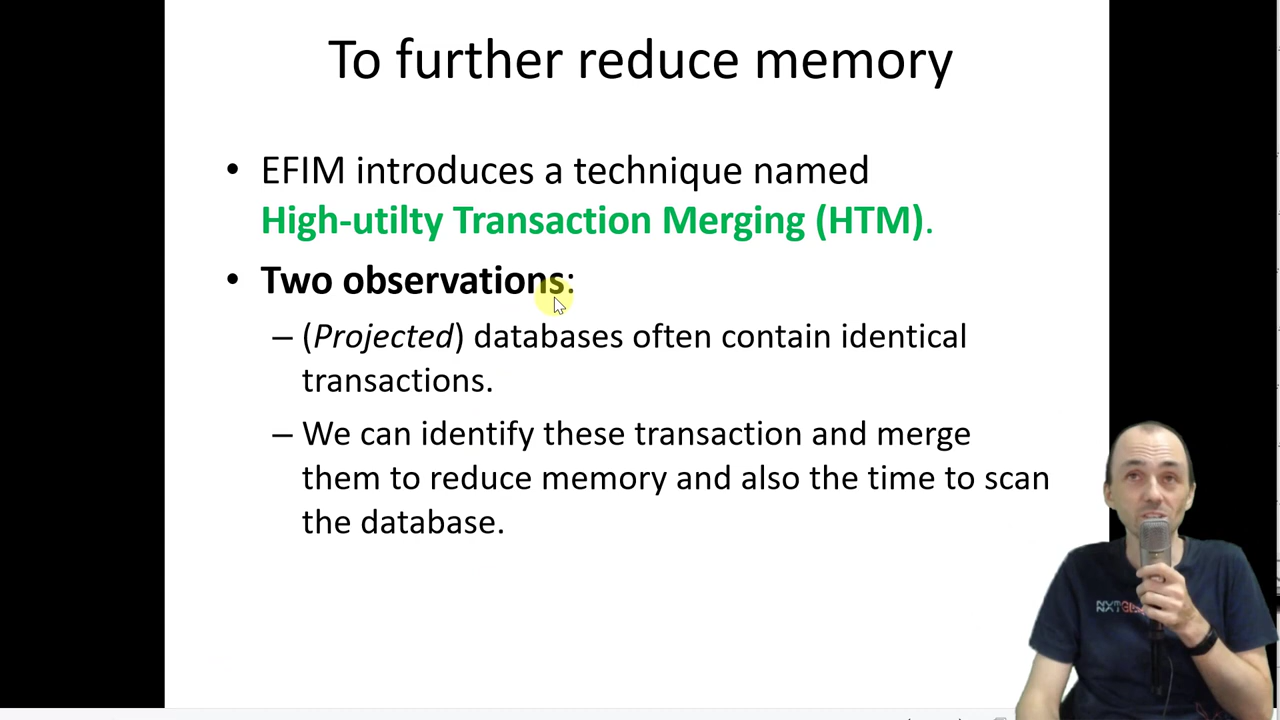 To further reduce memory
• EFIM introduces a technique named
High-utilty Transaction Merging (HTM).
• Two observations:
– (Projected) databases often contain identical
transactions.
– We can identify these transaction and merge
them to reduce memory and also the time to scan
the database.